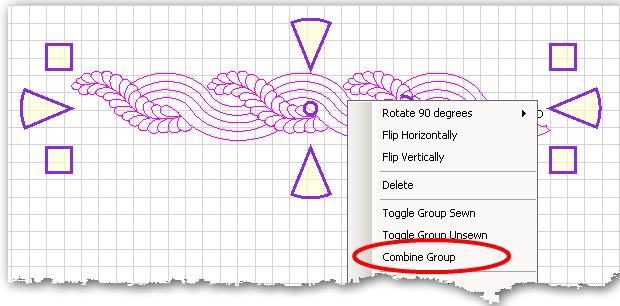 Rotate 90 degrees
Flip Horizontally
Flip Vertically
Delete
Toggle Group Sewn
Toggle Group Unsewn
Combine Group